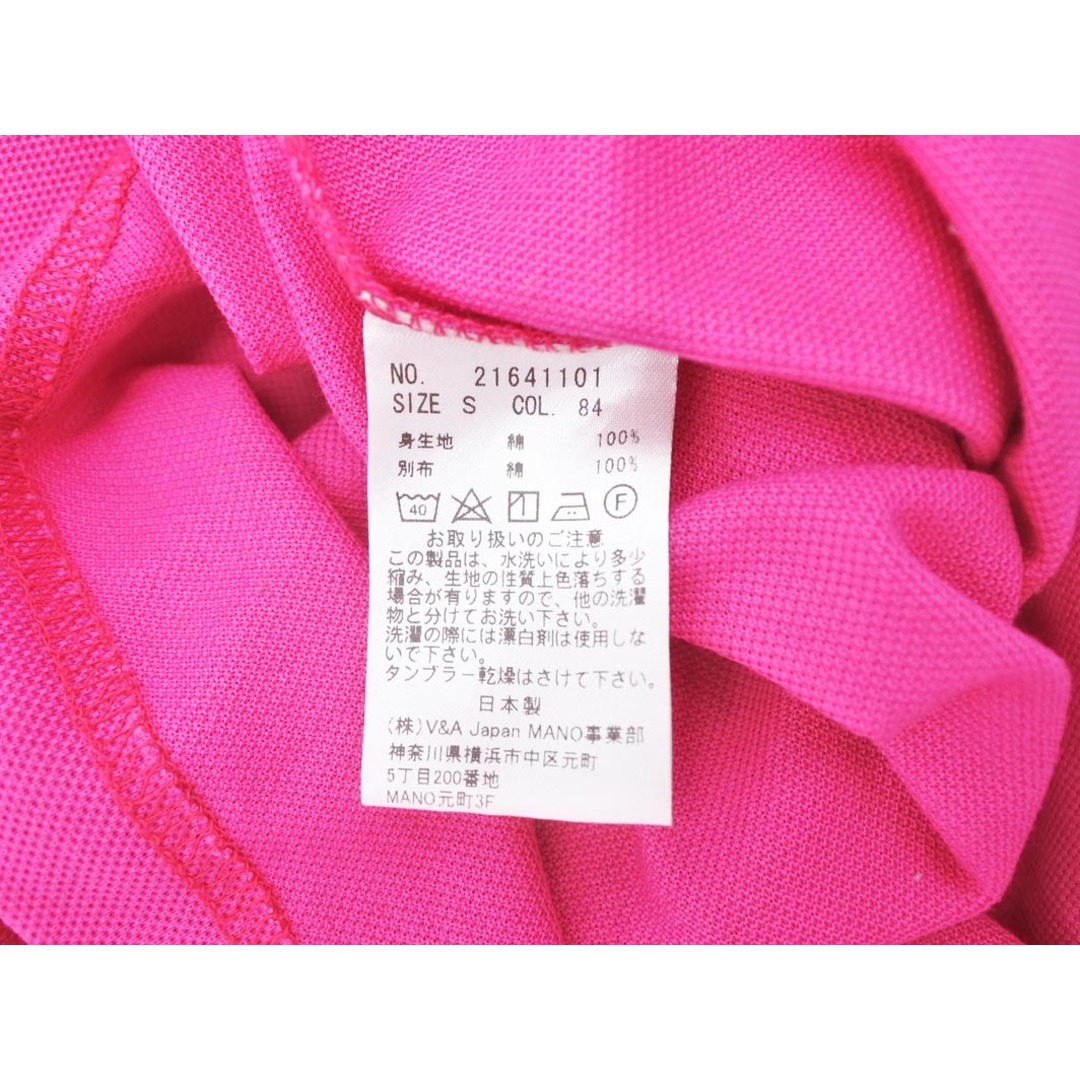 NO. 21641101
SIZE S COL. 84
身生地 綿 100%
別布 綿 100%
40 F
お取り扱いのご注意
この製品は、水洗いにより多少
縮み、生地の性質上色落ちする
場合が有りますので、他の洗濯
物と分けてお洗い下さい。
洗濯の際には漂白剤は使用しな
いで下さい。
タンブラー乾燥はさけて下さい。
日本製
(株)V&A Japan MANO事業部
神奈川県横浜市中区元町
5丁目200番地
MANO元町3F